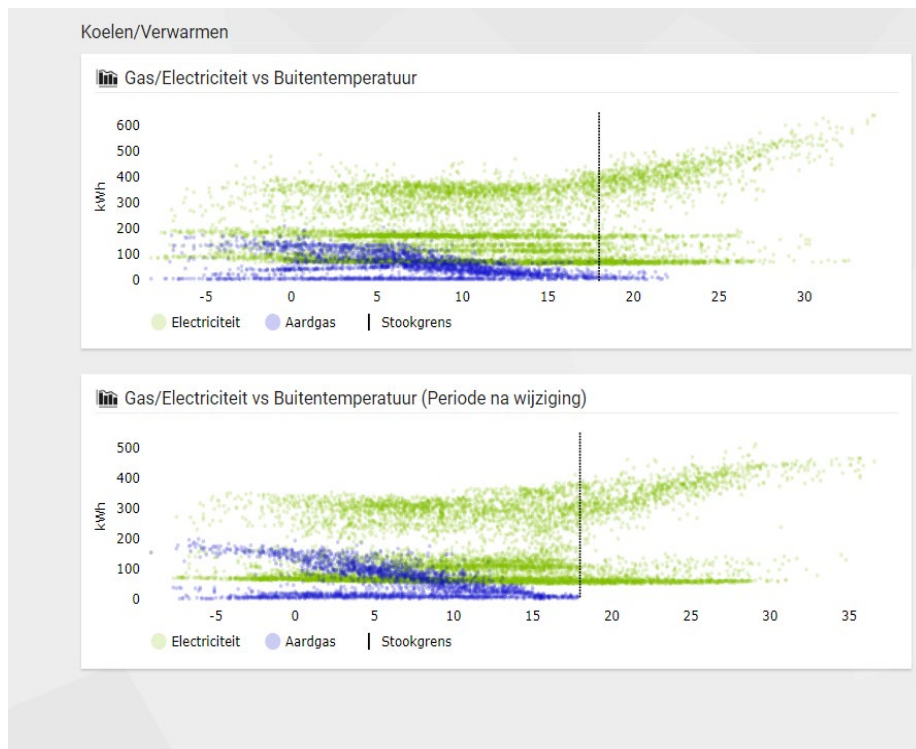 Koelen/Verwarmen
Gas/Electriciteit vs Buitentemperatuur
600
500
400
300
200
100
0
kWh
-5 0 5 10 15 20 25 30
Electriciteit Aardgas Stookgrens
Gas/Electriciteit vs Buitentemperatuur (Periode na wijziging)
500
400
300
200
100
0
kWh
-5 0 5 10 15 20 25 30 35
Electriciteit Aardgas Stookgrens